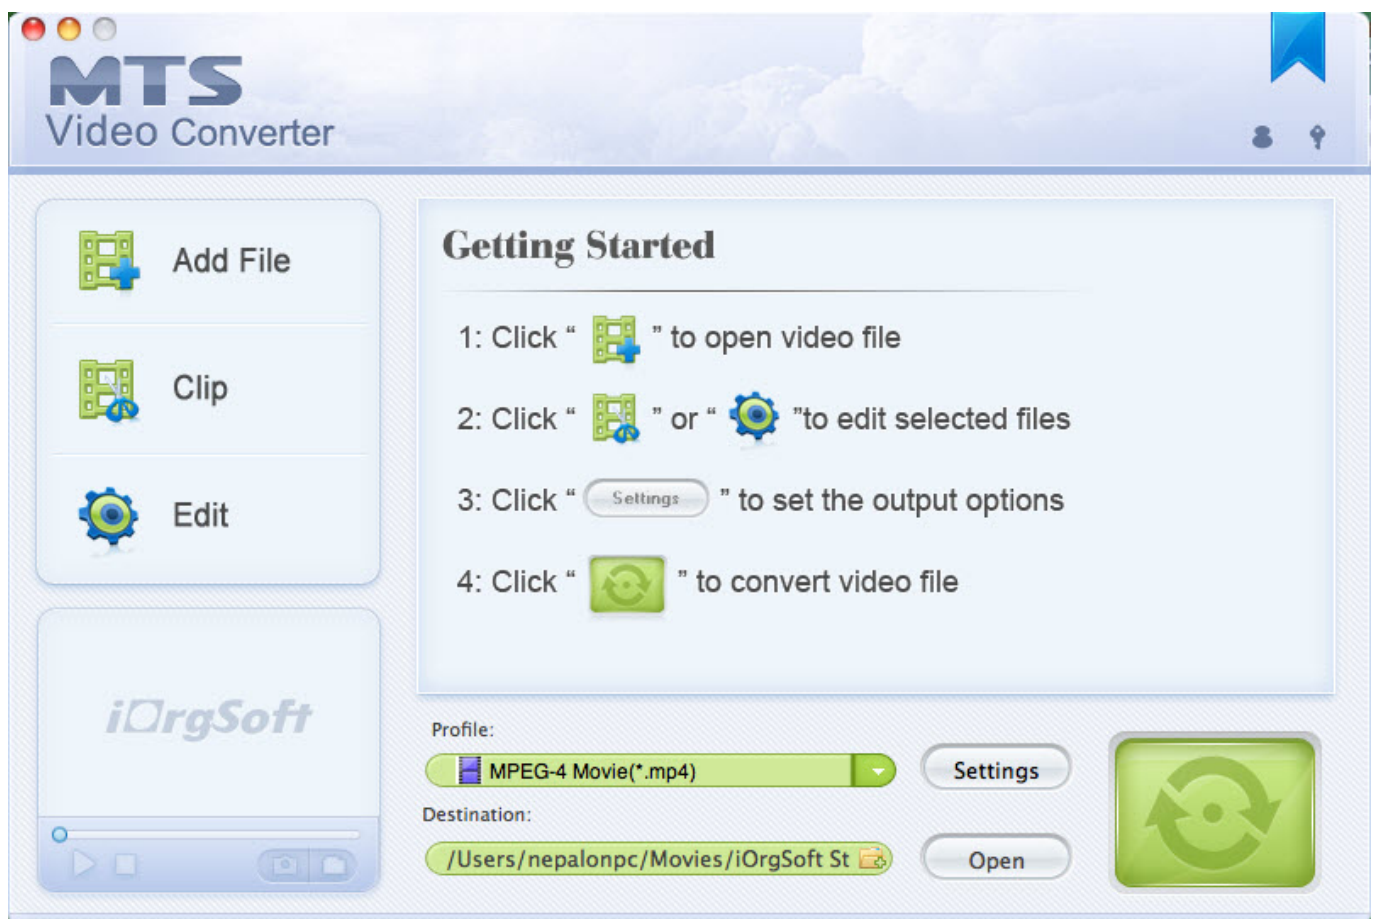 MTS
Video Converter
Add File
Clip
Edit
Getting Started
1: Click “ ” to open video file
2: Click “ ” or “ ”to edit selected files
3: Click “ Settings ” to set the output options
4: Click “ ” to convert video file
iOrgSoft
Profile:
MPEG-4 Movie(*.mp4)
Settings
Destination:
/Users/nepalonpc/Movies/iOrgSoft St
Open